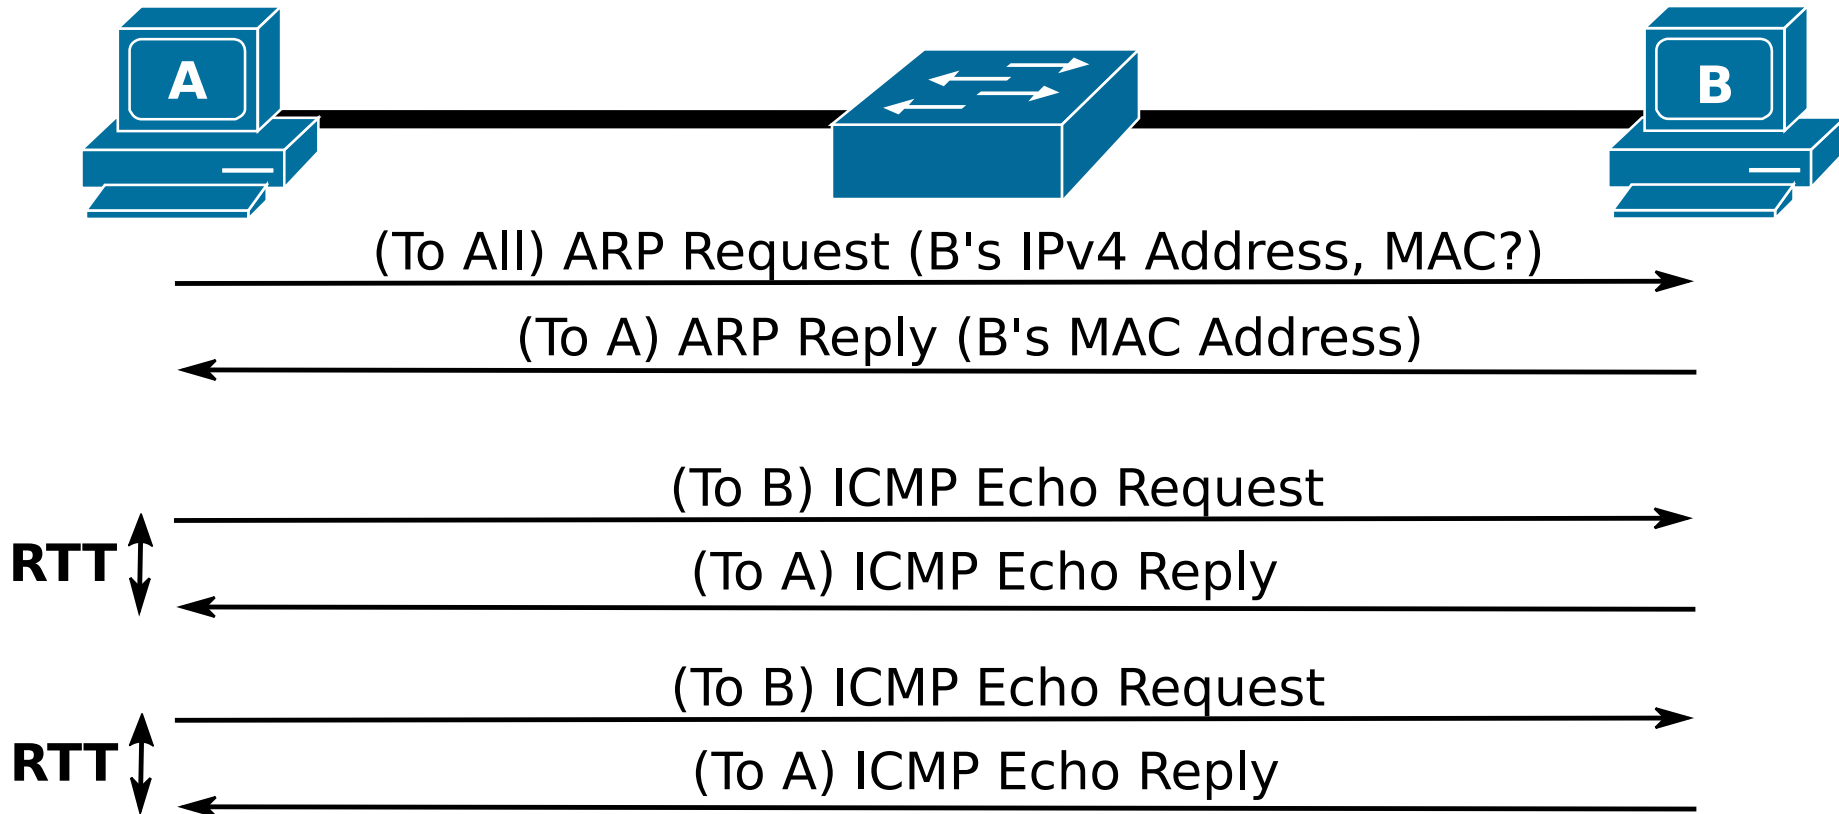 A
B
(To All) ARP Request (B's IPv4 Address, MAC?)
(To A) ARP Reply (B's MAC Address)
(To B) ICMP Echo Request
RTT
(To A) ICMP Echo Reply
(To B) ICMP Echo Request
RTT
(To A) ICMP Echo Reply